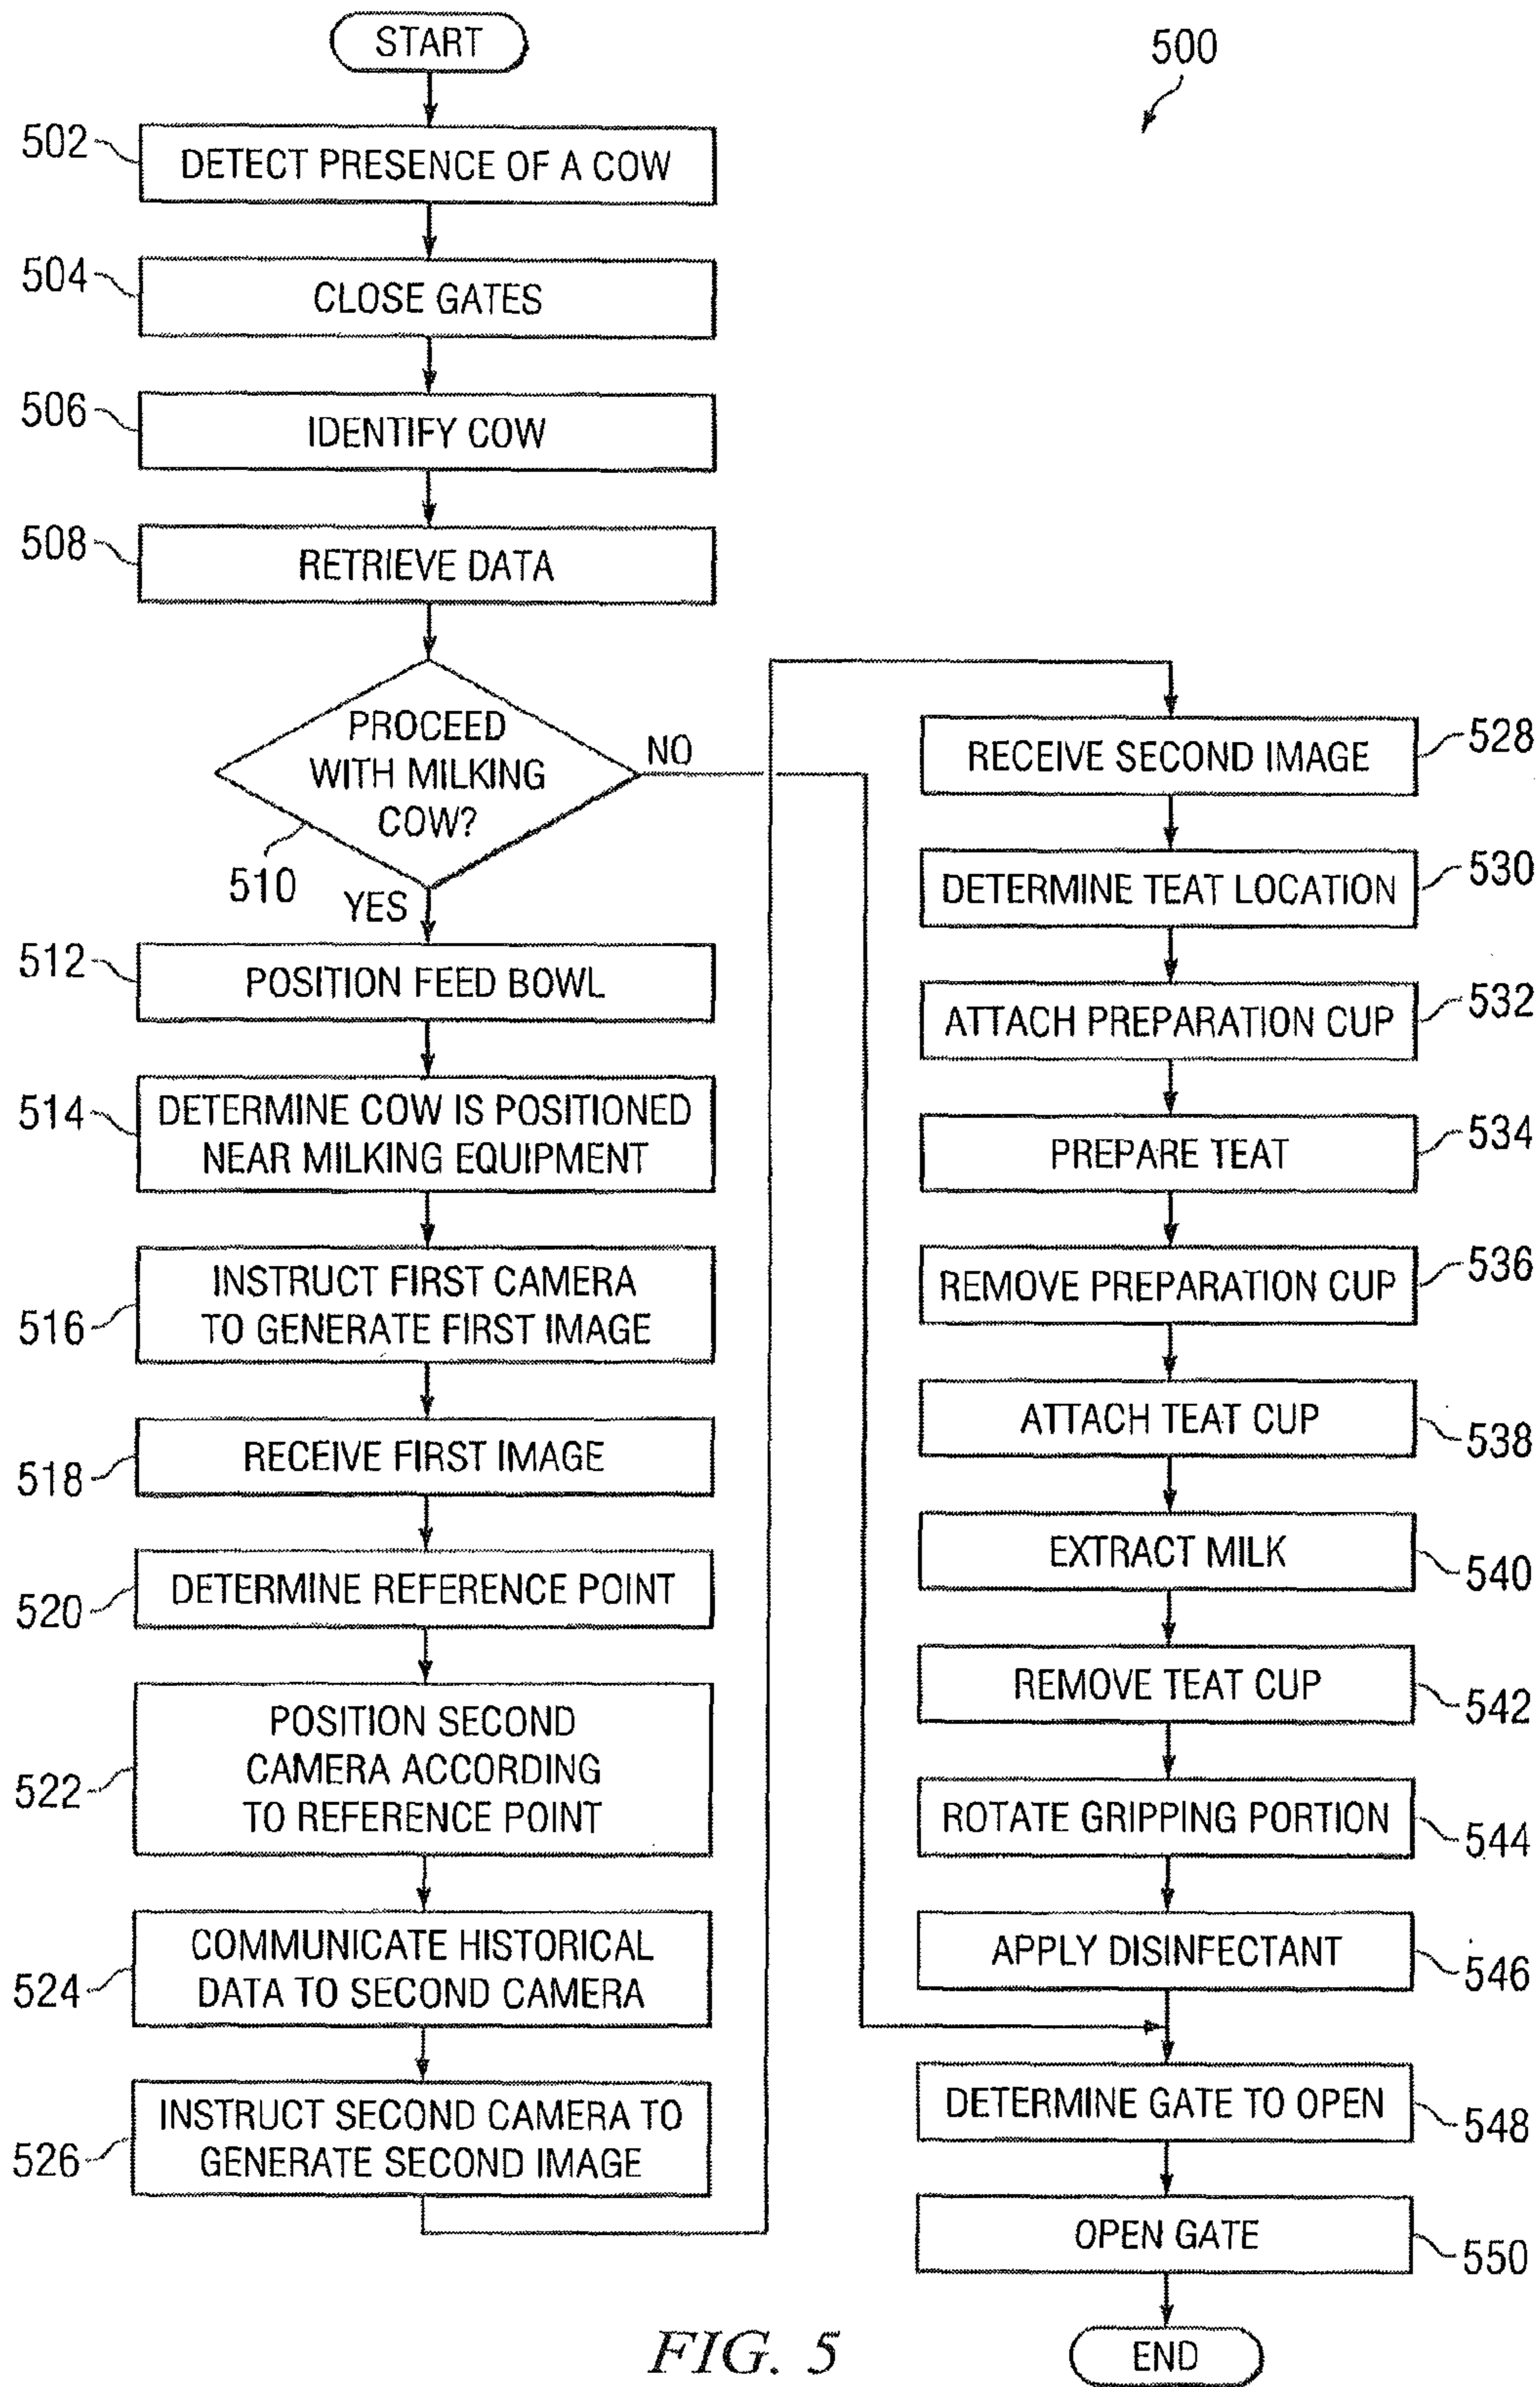 START
500
502
DETECT PRESENCE OF A COW
504
CLOSE GATES
506
IDENTIFY COW
508
RETRIEVE DATA
PROCEED
WITH MILKING
COW?
NO
510
YES
512
POSITION FEED BOWL
514
DETERMINE COW IS POSITIONED
NEAR MILKING EQUIPMENT
516
INSTRUCT FIRST CAMERA
TO GENERATE FIRST IMAGE
518
RECEIVE FIRST IMAGE
520
DETERMINE REFERENCE POINT
522
POSITION SECOND
CAMERA ACCORDING
TO REFERENCE POINT
524
COMMUNICATE HISTORICAL
DATA TO SECOND CAMERA
526
INSTRUCT SECOND CAMERA TO
GENERATE SECOND IMAGE
RECEIVE SECOND IMAGE
528
DETERMINE TEAT LOCATION
530
ATTACH PREPARATION CUP
532
PREPARE TEAT
534
REMOVE PREPARATION CUP
536
ATTACH TEAT CUP
538
EXTRACT MILK
540
REMOVE TEAT CUP
542
ROTATE GRIPPING PORTION
544
APPLY DISINFECTANT
546
DETERMINE GATE TO OPEN
548
OPEN GATE
550
END
FIG. 5